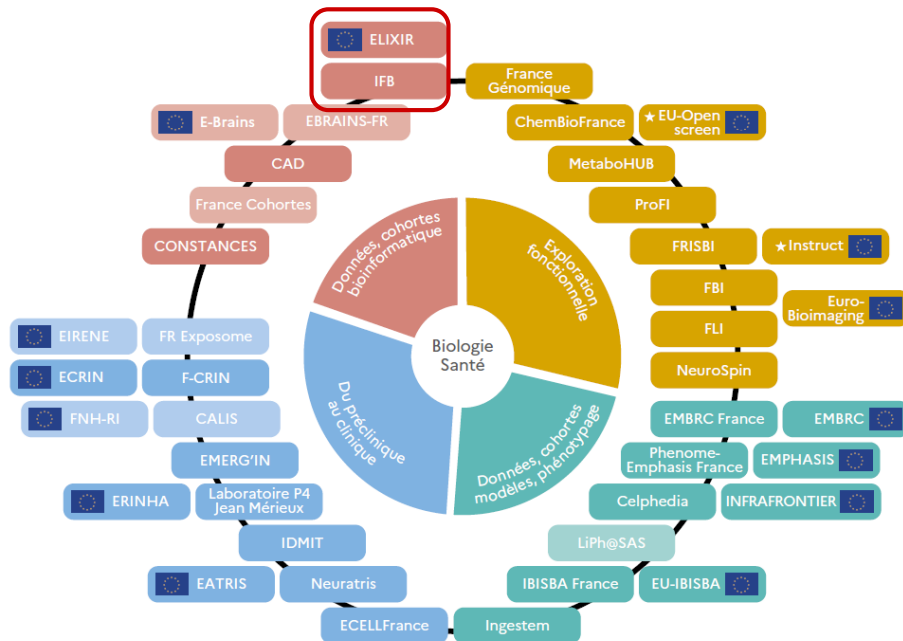 ELIXIR
IFB
France
Génomique
E-Brains
EBRAINS-FR
ChemBioFrance
★ EU-Open
screen
CAD
MetaboHUB
France Cohortes
ProFI
CONSTANCES
FRISBI
★Instruct
Données, cohortes
bioinformatique
Exploration
fonctionnelle
FBI
Euro-
Bioimaging
EIRENE
FR Exposome
FLI
Biologie
Santé
ECRIN
F-CRIN
NeuroSpin
FNH-RI
CALIS
Du préclinique
au clinique
Données, cohortes
modèles, phénotypage
EMBRC France
EMBRC
EMERG'IN
Phenome-
Emphasis France
EMPHASIS
ERINHA
Laboratoire P4
Jean Mérieux
Celphedia
INFRAFRONTIER
IDMIT
LiPh@SAS
EATRIS
Neuratris
IBISBA France
EU-IBISBA
ECELLFrance
Ingestem